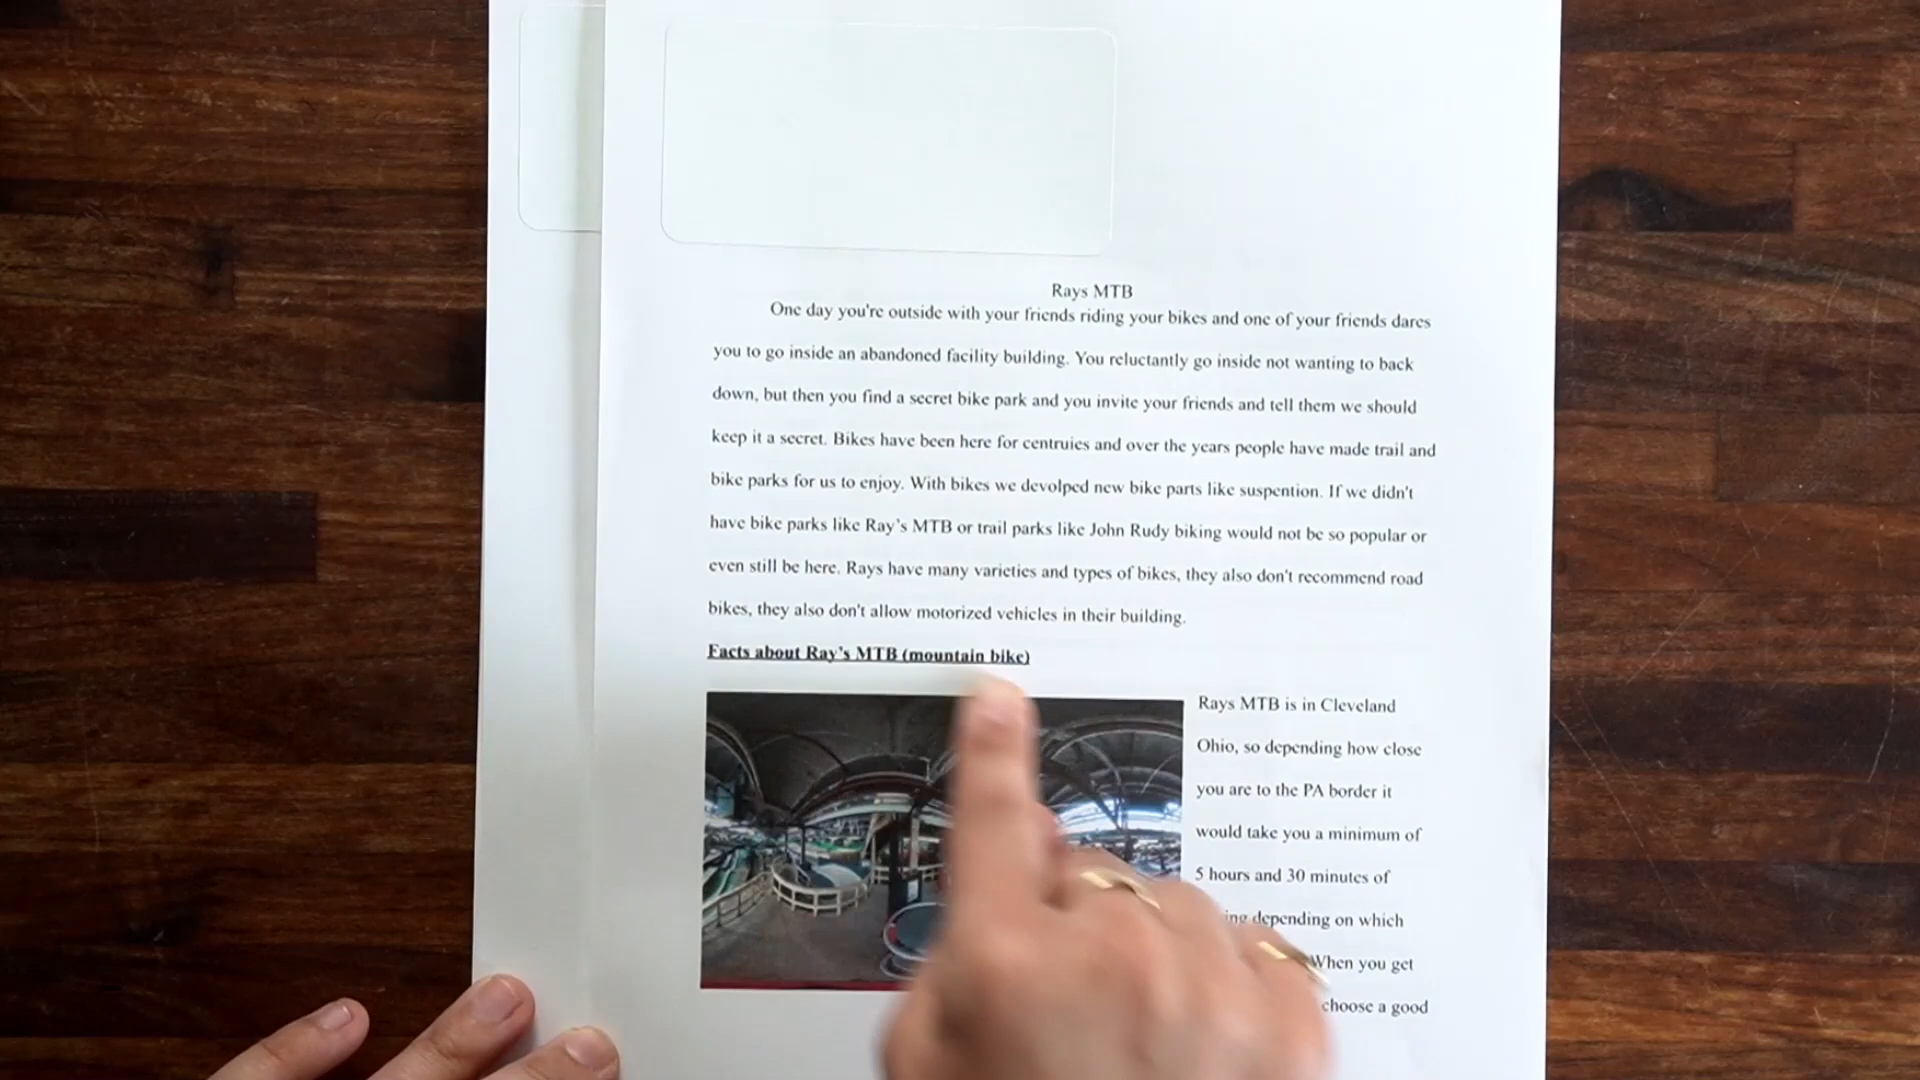 Rays MTB
One day you're outside with your friends riding your bikes and one of your friends dares
you to go inside an abandoned facility building. You reluctantly go inside not wanting to back
down, but then you find a secret bike park and you invite your friends and tell them we should
keep it a secret. Bikes have been here for centruies and over the years people have made trail and
bike parks for us to enjoy. With bikes we devolped new bike parts like suspention. If we didn't
have bike parks like Ray’s MTB or trail parks like John Rudy biking would not be so popular or
even still be here. Rays have many varieties and types of bikes, they also don't recommend road
bikes, they also don't allow motorized vehicles in their building.
Facts about Ray’s MTB (mountain bike)
Rays MTB is in Cleveland
Ohio, so depending how close
you are to the PA border it
would take you a minimum of
5 hours and 30 minutes of
depending on which
When you get
choose a good